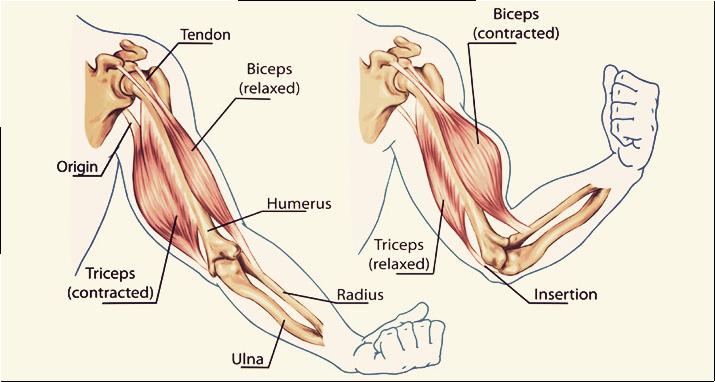 Tendon
Biceps
(relaxed)
Origin
Humerus
Triceps
(contracted)
Radius
Ulna
Biceps
(contracted)
Triceps
(relaxed)
Insertion